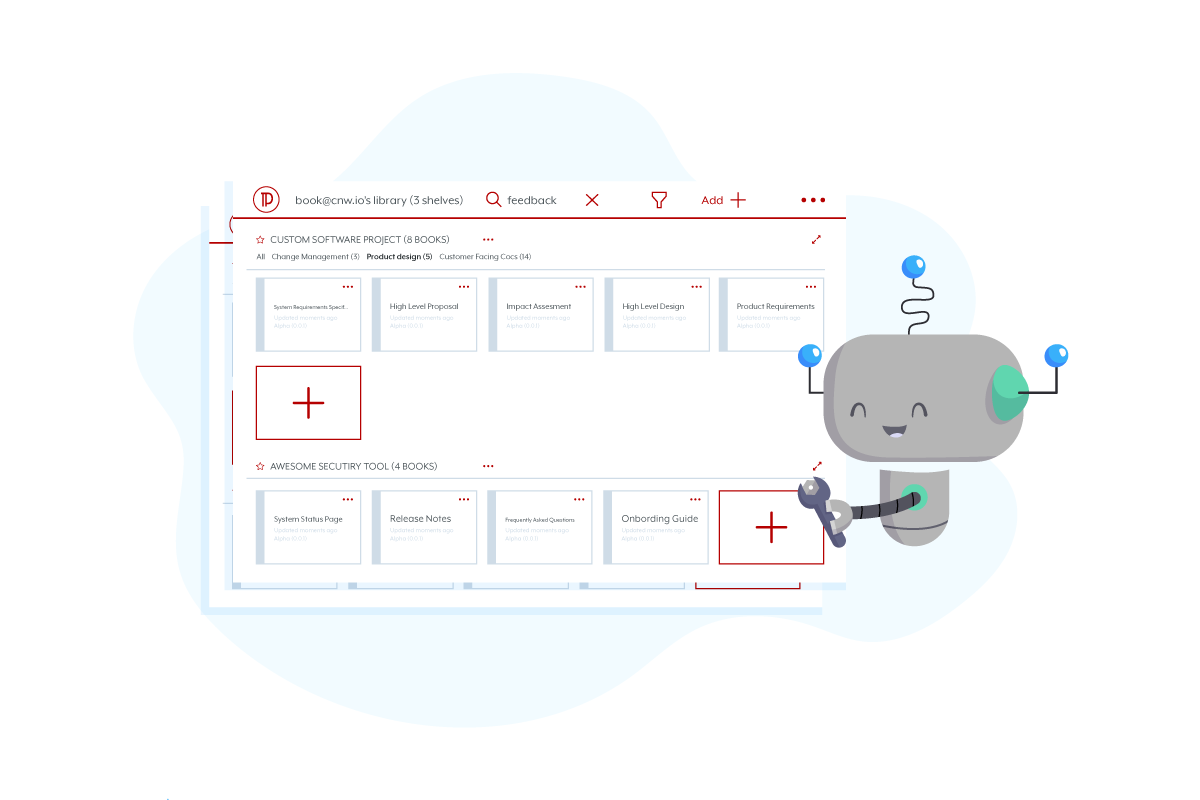 book@cnw.io's library (3 shelves) feedback Add
CUSTOM SOFTWARE PROJECT (8 BOOKS)
All Change Management (3) Product design (5) Customer Facing Cocs (14)
System Requirements Specif...
Updated moments ago
Alpha (0.0.1)
High Level Proposal
Updated moments ago
Alpha (0.0.1)
Impact Assesment
Updated moments ago
Alpha (0.0.1)
High Level Design
Updated moments ago
Alpha (0.0.1)
Product Requirements
Updated moments ago
Alpha (0.0.1)
AWESOME SECUTIRY TOOL (4 BOOKS)
System Status Page
Updated moments ago
Alpha (0.0.1)
Release Notes
Updated moments ago
Alpha (0.0.1)
Frequently Asked Questions
Updated moments ago
Alpha (0.0.1)
Onbording Guide
Updated moments ago
Alpha (0.0.1)